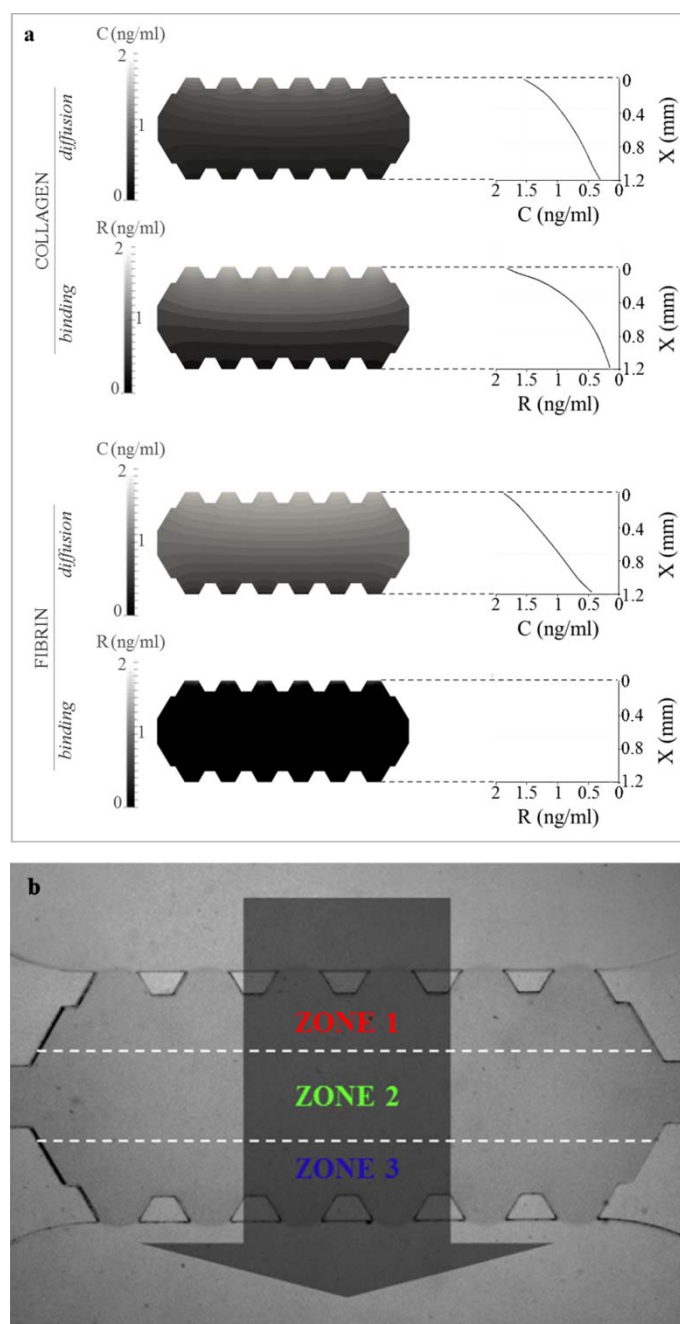 a
C (ng/ml)
2
1
0
COLLAGEN
diffusion
0
0.4
0.8
1.2
X (mm)
2 1.5 1 0.5 0
C (ng/ml)
R (ng/ml)
2
1
0
binding
0
0.4
0.8
1.2
X (mm)
2 1.5 1 0.5 0
R (ng/ml)
C (ng/ml)
2
1
0
FIBRIN
diffusion
0
0.4
0.8
1.2
X (mm)
2 1.5 1 0.5 0
C (ng/ml)
R (ng/ml)
2
1
0
binding
0
0.4
0.8
1.2
X (mm)
2 1.5 1 0.5 0
R (ng/ml)
b
ZONE 1
ZONE 2
ZONE 3